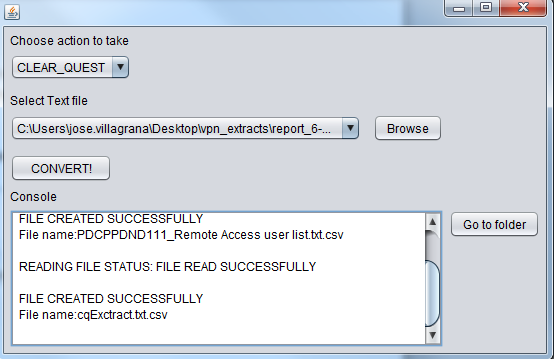 Choose action to take
CLEAR_QUEST
Select Text file
C:\Users\jose.villagrana\Desktop\vpn_extracts\report_6-...
Browse
CONVERT!
Console
FILE CREATED SUCCESSFULLY
File name:PDCPPDND111_Remote Access user list.txt.csv
Go to folder
READING FILE STATUS: FILE READ SUCCESSFULLY
FILE CREATED SUCCESSFULLY
File name:cqExctract.txt.csv